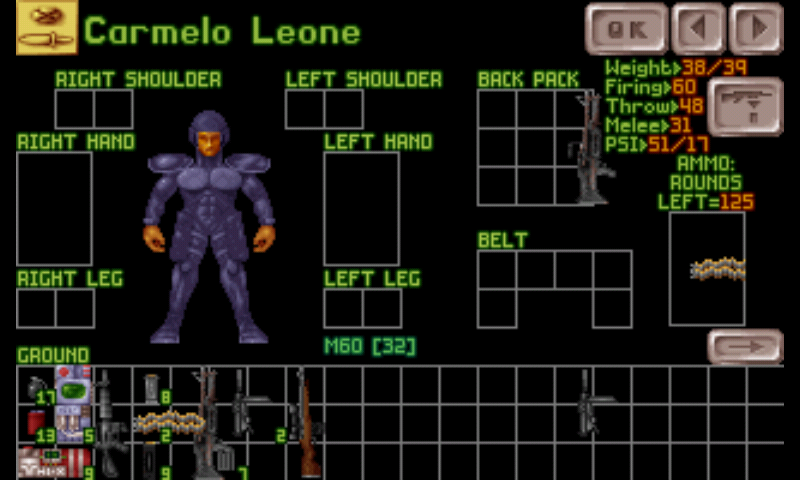 Carmelo Leone
OK
RIGHT SHOULDER
LEFT SHOULDER
BACK PACK
Weight>38/39
Firing>60
Throw>48
Melee>31
PSI>51/17
RIGHT HAND
LEFT HAND
AMMO:
ROUNDS
LEFT=125
BELT
RIGHT LEG
LEFT LEG
M60 [32]
GROUND
17
8
13
5
2
2
9
9
7